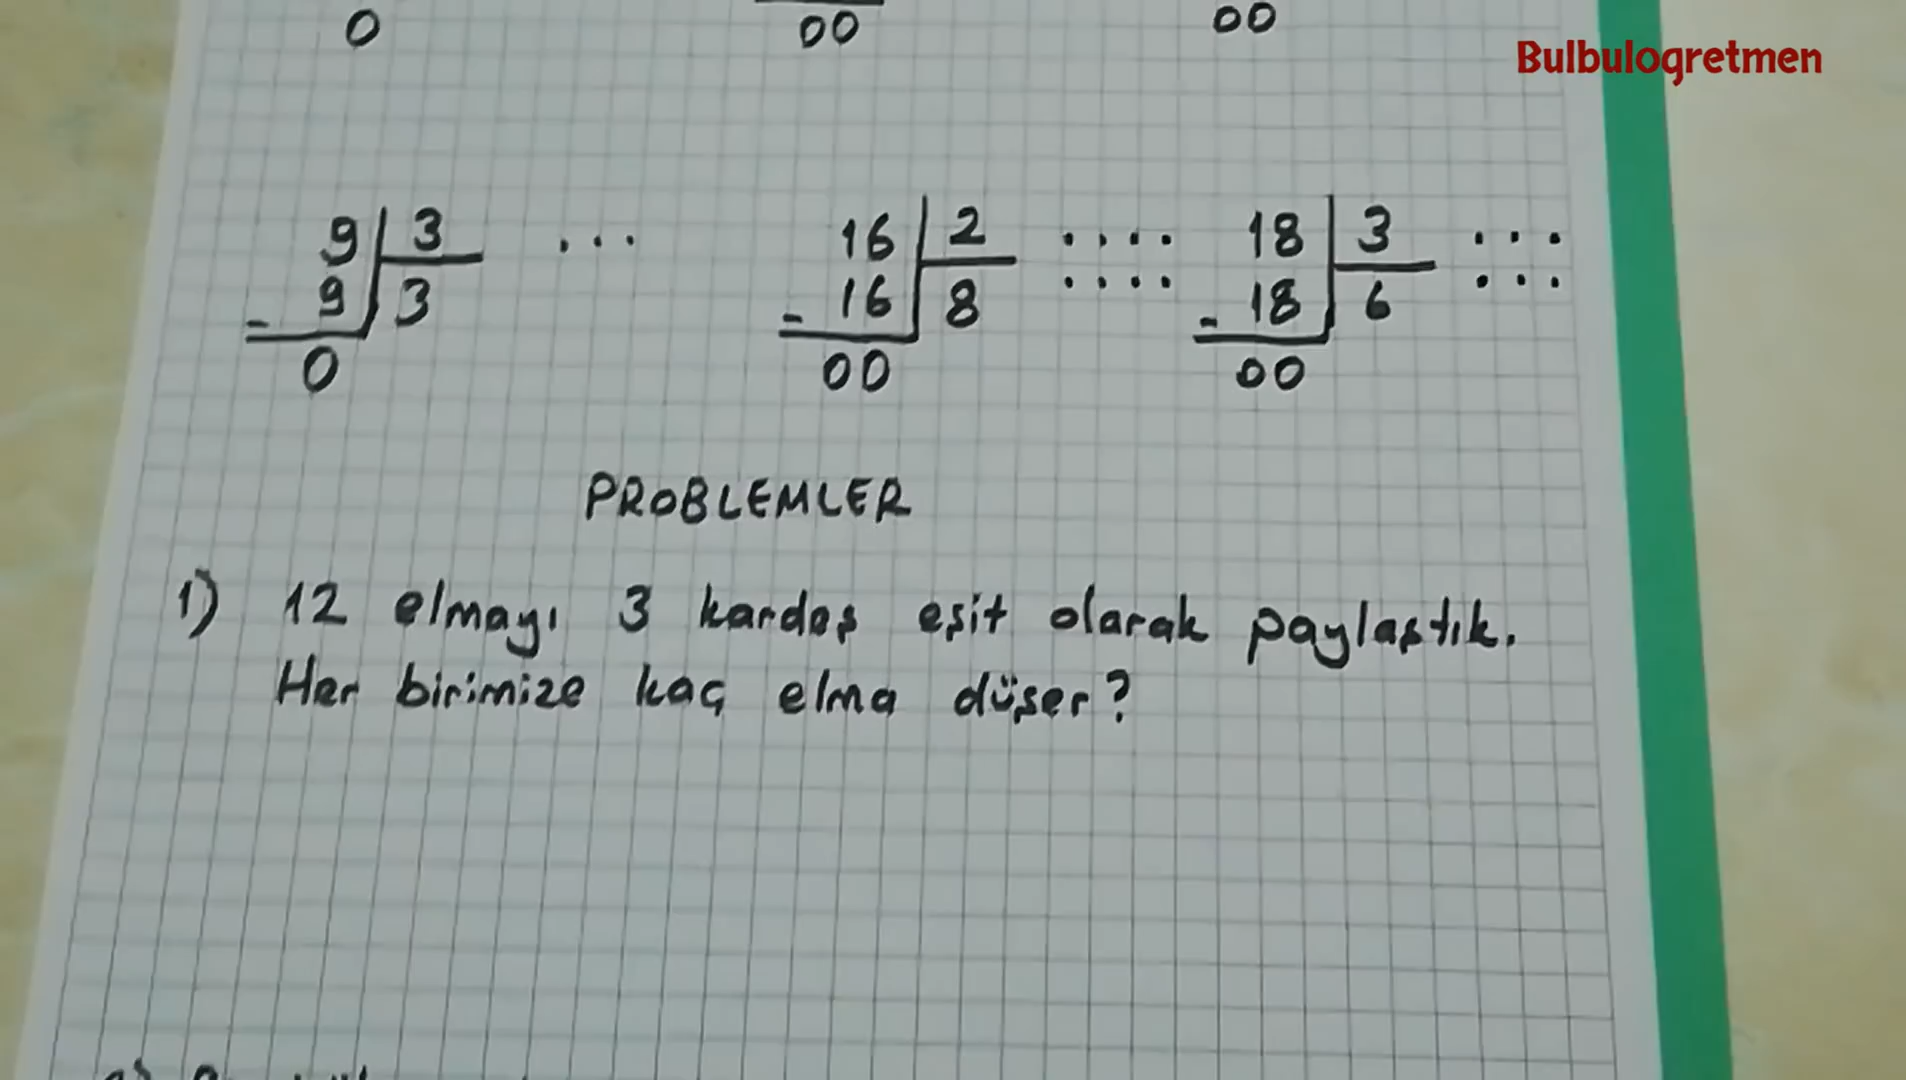 0 00 00
Bulbulogretmen
9 3 ... 16 2 .... 18 3 ...
- 9 3 - 16 8 .... - 18 6 ...
0 00 00
PROBLEMLER
1) 12 elmayı 3 kardeş eşit olarak paylaştık.
Her birimize kaç elma düşer?